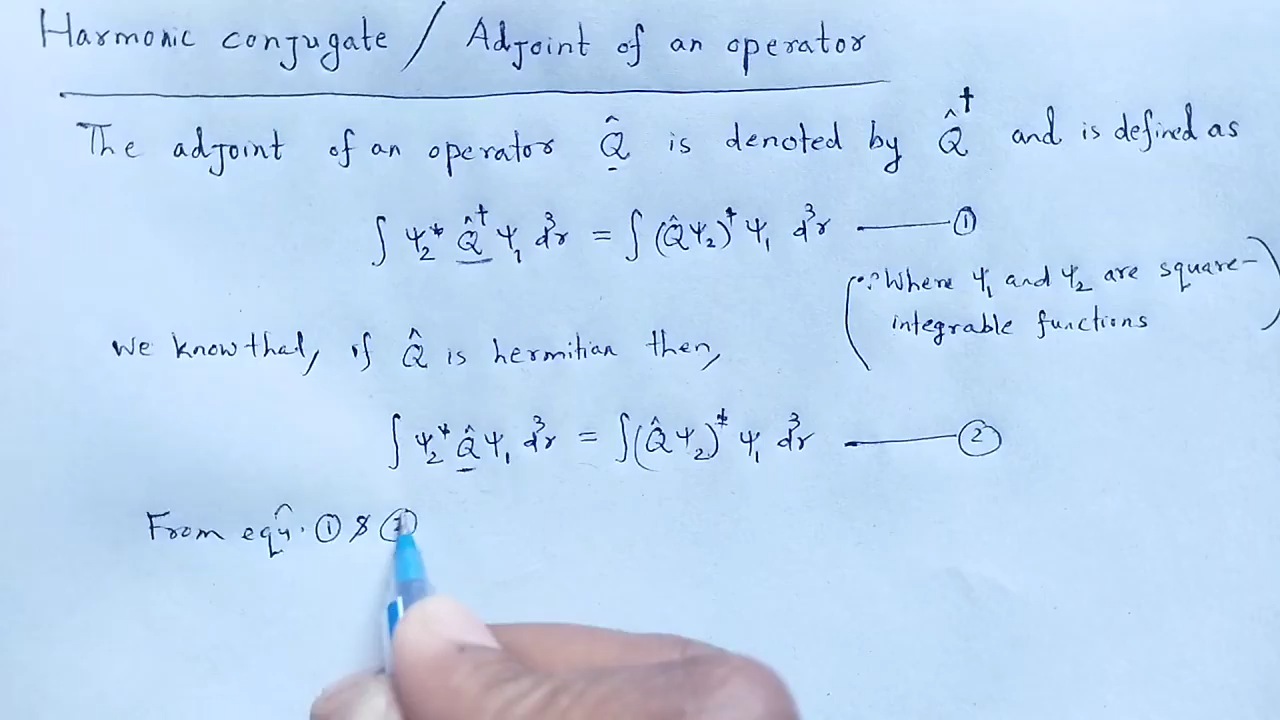 Harmonic conjugate / Adjoint of an operator
The adjoint of an operator Q̂ is denoted by Q̂† and is defined as
∫ Ψ₂* Q̂† Ψ₁ d³r = ∫ (Q̂Ψ₂)* Ψ₁ d³r —— ①
(∵ Where Ψ₁ and Ψ₂ are square-
integrable functions)
We know that, if Q̂ is hermitian then,
∫ Ψ₂* Q̂ Ψ₁ d³r = ∫ (Q̂Ψ₂)* Ψ₁ d³r —— ②
From eqn. ① & ②